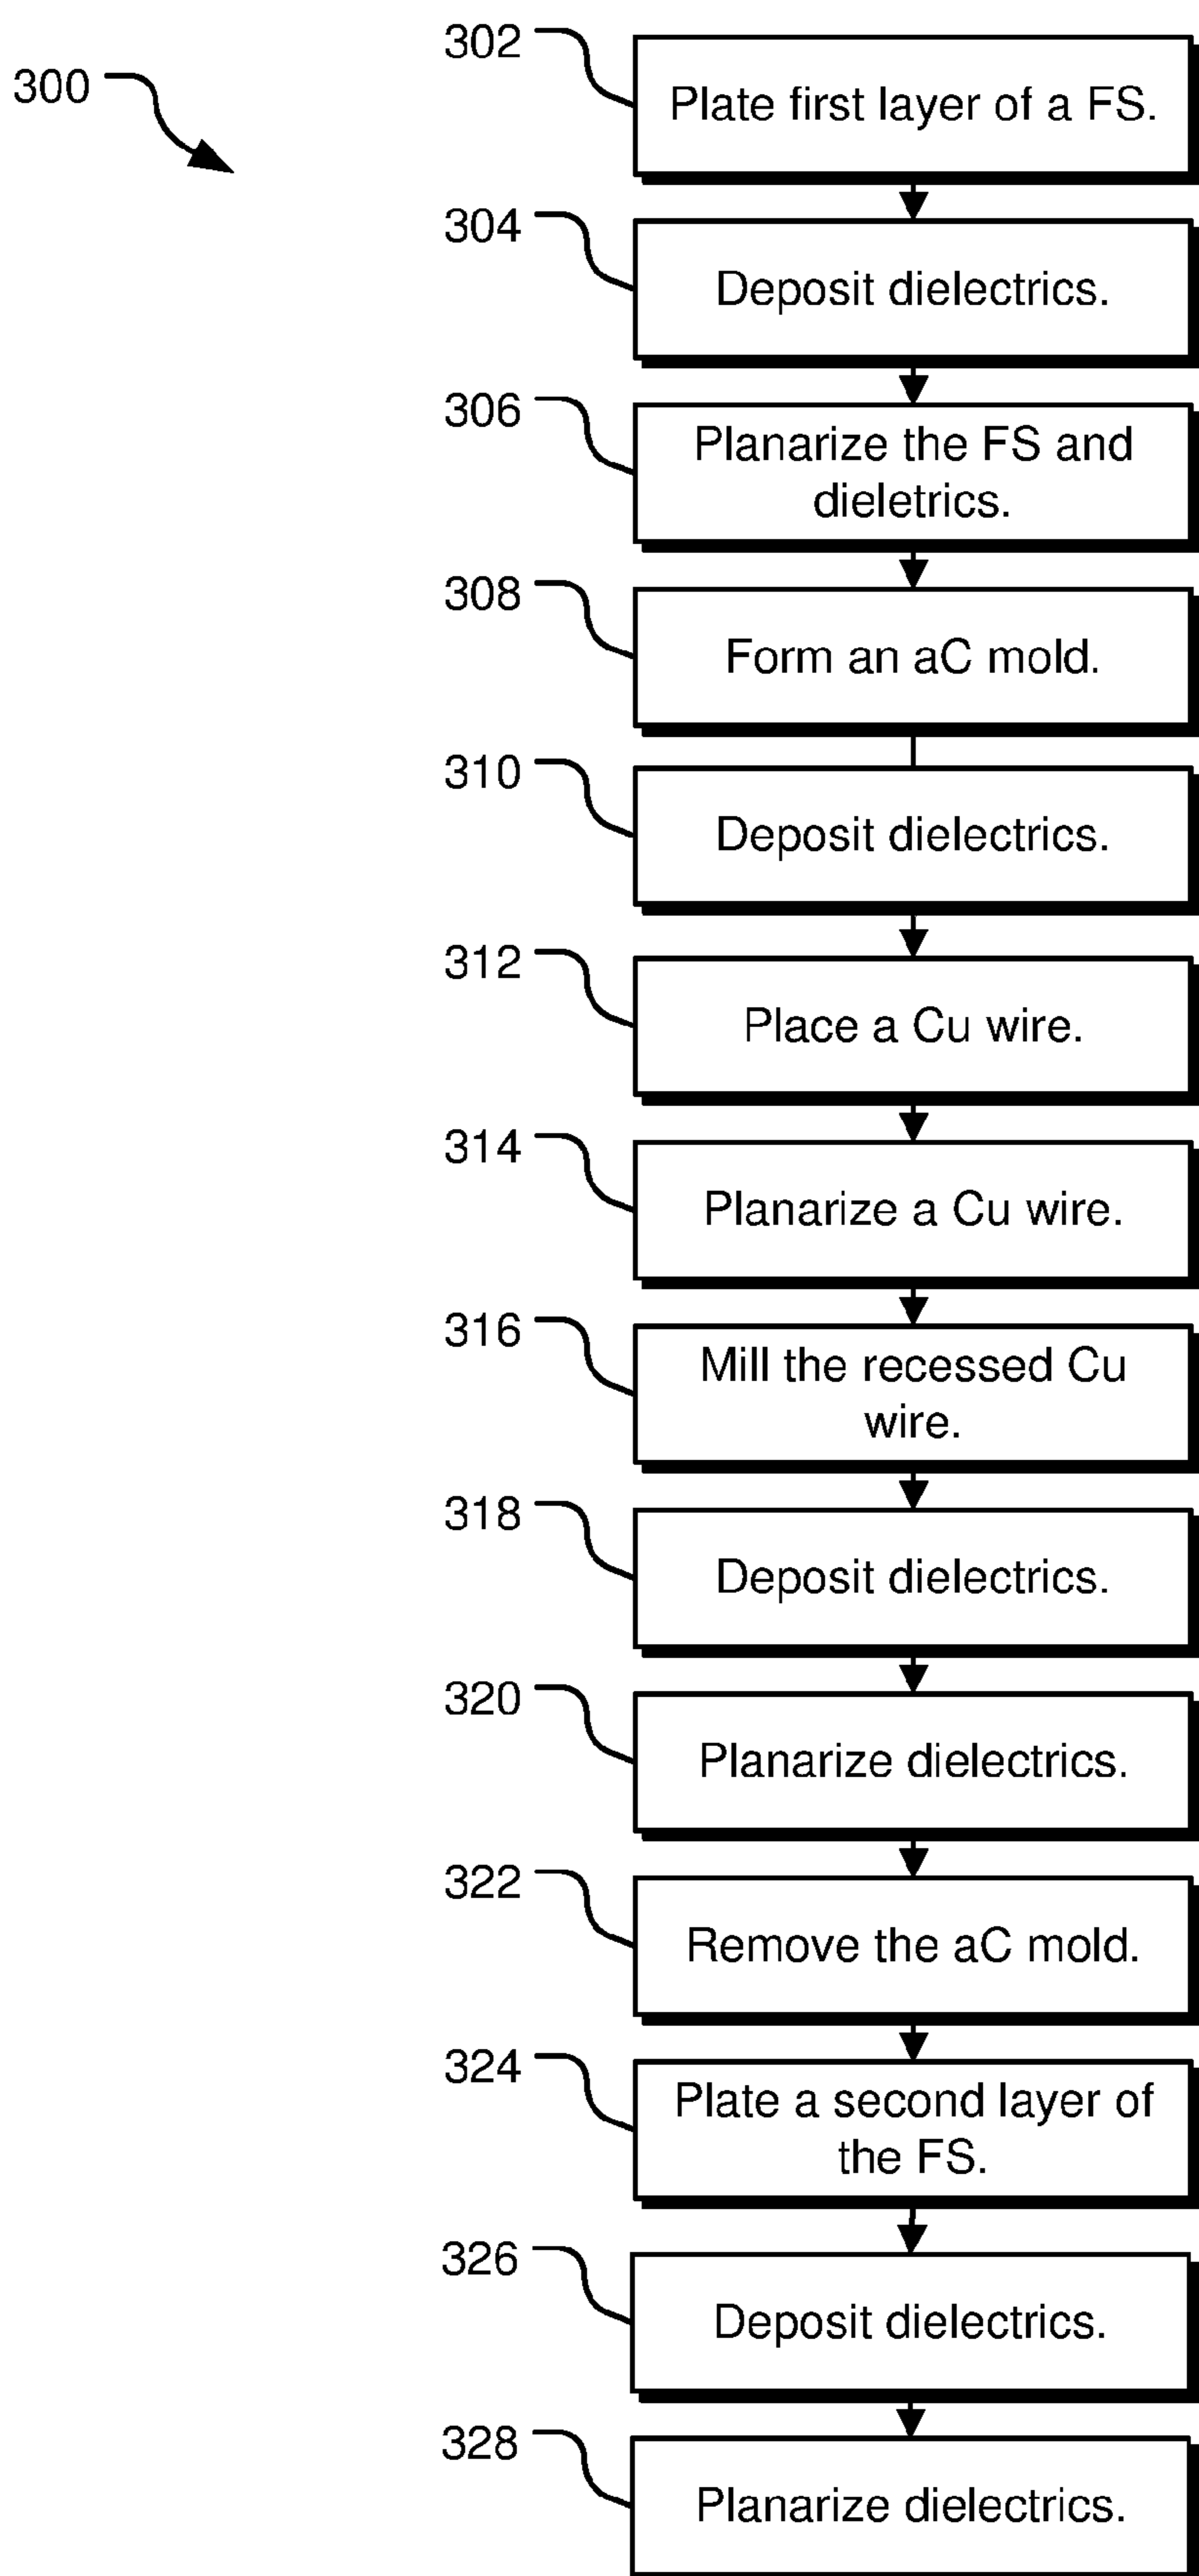 300
302
Plate first layer of a FS.
304
Deposit dielectrics.
306
Planarize the FS and
dieletrics.
308
Form an aC mold.
310
Deposit dielectrics.
312
Place a Cu wire.
314
Planarize a Cu wire.
316
Mill the recessed Cu
wire.
318
Deposit dielectrics.
320
Planarize dielectrics.
322
Remove the aC mold.
324
Plate a second layer of
the FS.
326
Deposit dielectrics.
328
Planarize dielectrics.